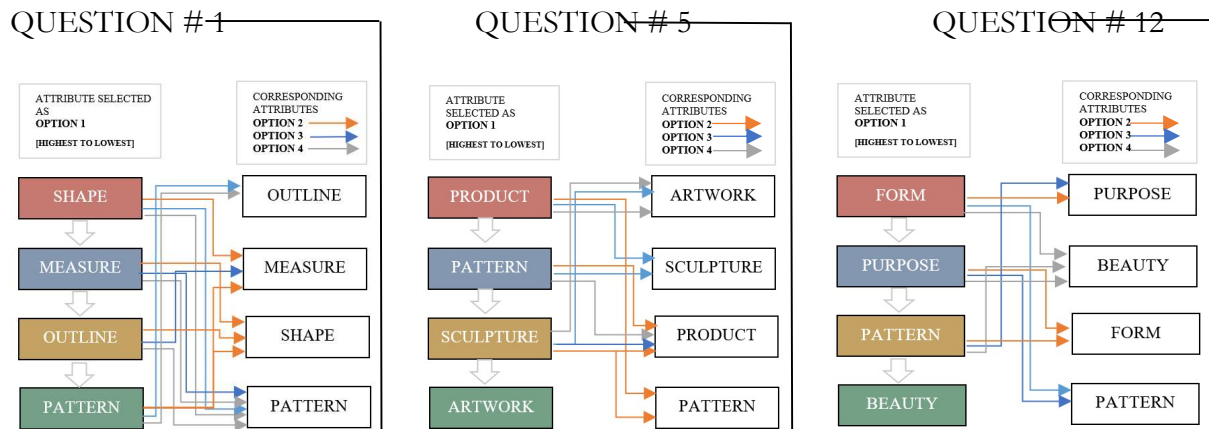 QUESTION # 1
ATTRIBUTE SELECTED
AS
OPTION 1
[HIGHEST TO LOWEST]
CORRESPONDING
ATTRIBUTES
OPTION 2
OPTION 3
OPTION 4
SHAPE
MEASURE
OUTLINE
PATTERN
OUTLINE
MEASURE
SHAPE
PATTERN
QUESTION # 5
ATTRIBUTE
SELECTED AS
OPTION 1
[HIGHEST TO LOWEST]
CORRESPONDING
ATTRIBUTES
OPTION 2
OPTION 3
OPTION 4
PRODUCT
PATTERN
SCULPTURE
ARTWORK
ARTWORK
SCULPTURE
PRODUCT
PATTERN
QUESTION # 12
ATTRIBUTE
SELECTED AS
OPTION 1
[HIGHEST TO LOWEST]
CORRESPONDING
ATTRIBUTES
OPTION 2
OPTION 3
OPTION 4
FORM
PURPOSE
PATTERN
BEAUTY
PURPOSE
BEAUTY
FORM
PATTERN